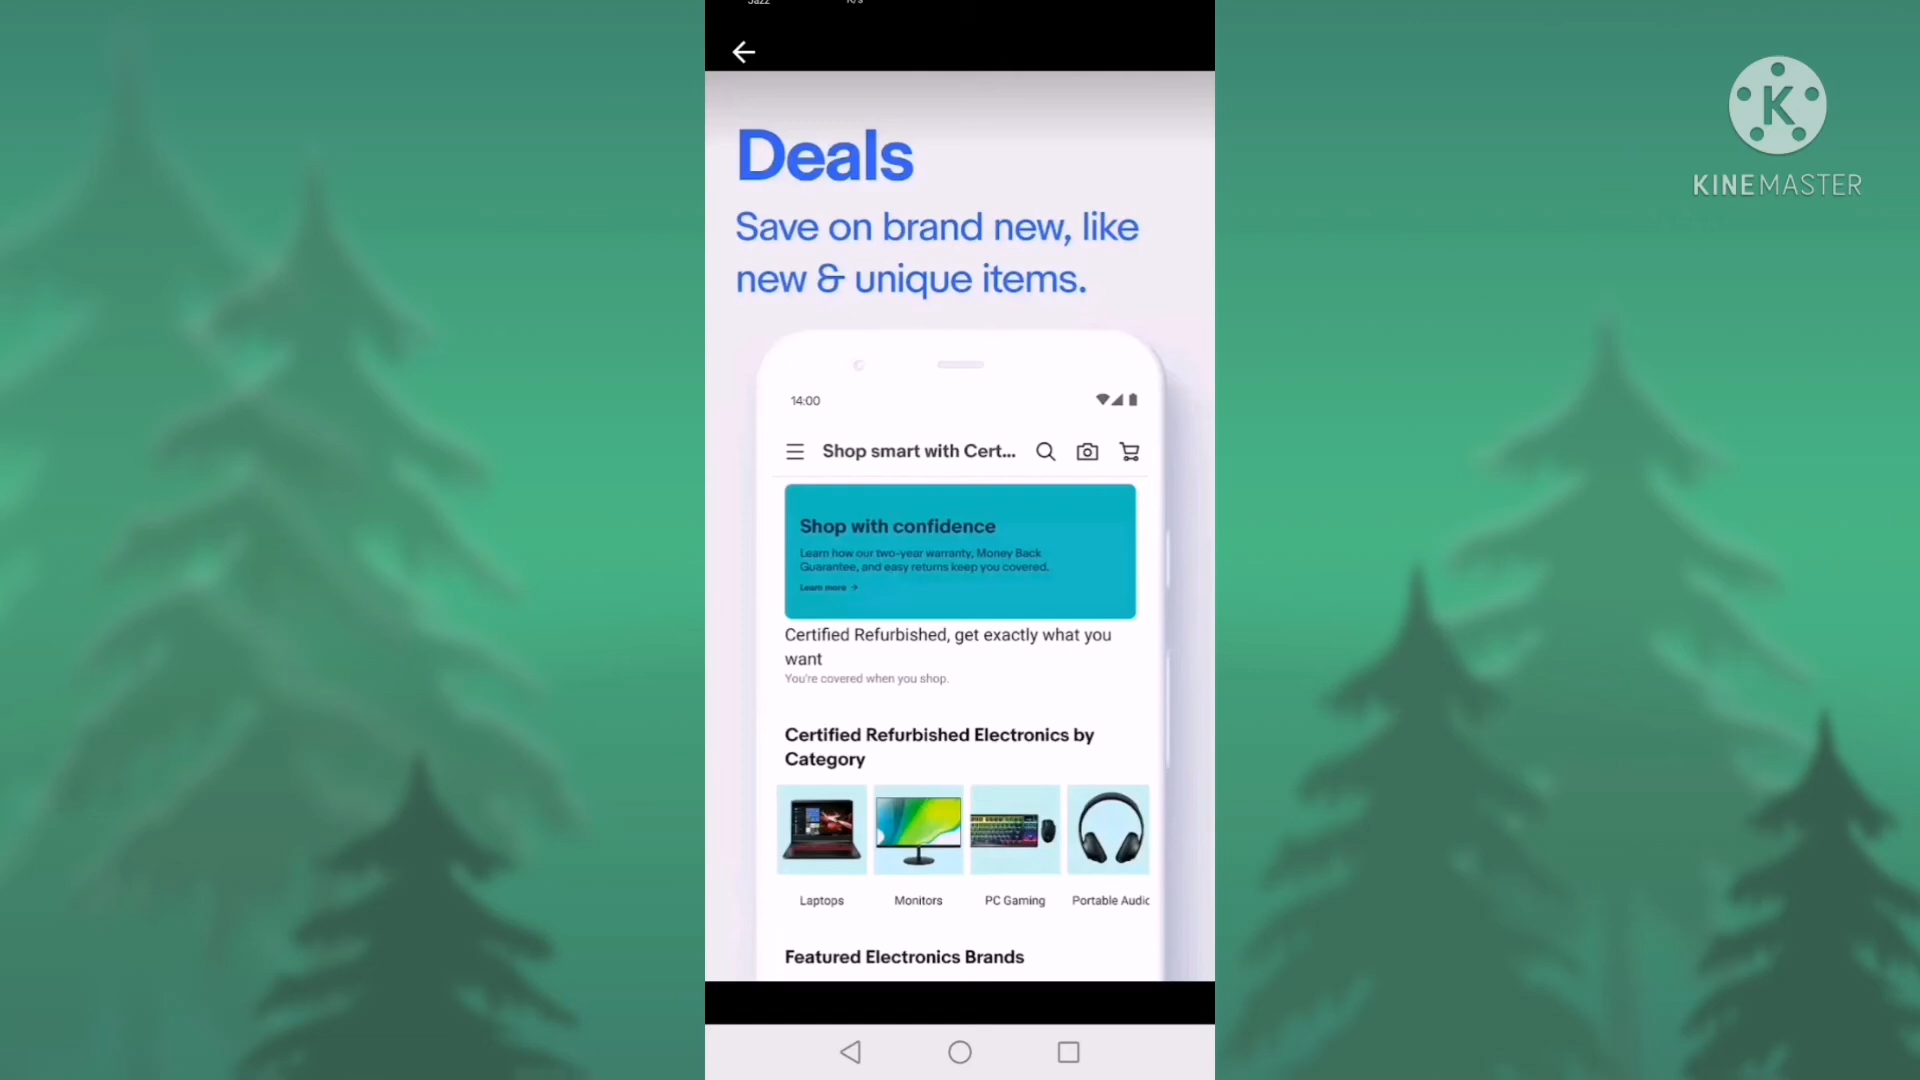 Jazz
K/s
KINEMASTER
Deals
Save on brand new, like
new & unique items.
14:00
Shop smart with Cert...
Shop with confidence
Learn how our two-year warranty, Money Back
Guarantee, and easy returns keep you covered.
Learn more →
Certified Refurbished, get exactly what you
want
You're covered when you shop.
Certified Refurbished Electronics by
Category
Laptops Monitors PC Gaming Portable Audic
Featured Electronics Brands